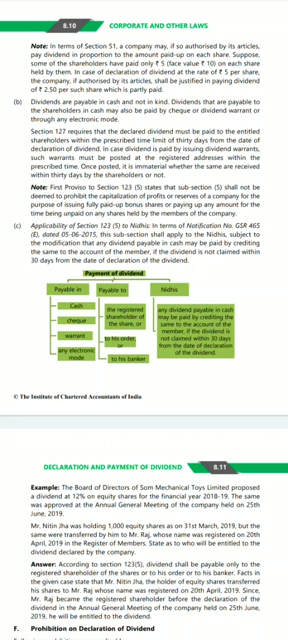 8.10
CORPORATE AND OTHER LAWS
Note: In terms of Section 51, a company may, if so authorised by its articles,
pay dividend in proportion to the amount paid-up on each share. Suppose,
some of the shareholders have paid only ₹ 5 (face value ₹ 10) on each share
held by them. In case of declaration of dividend at the rate of ₹ 5 per share,
the company, if authorised by its articles, shall be justified in paying dividend
of ₹ 2.50 per such share which is partly paid.
(b) Dividends are payable in cash and not in kind. Dividends that are payable to
the shareholders in cash may also be paid by cheque or dividend warrant or
through any electronic mode.
Section 127 requires that the declared dividend must be paid to the entitled
shareholders within the prescribed time limit of thirty days from the date of
declaration of dividend. In case dividend is paid by issuing dividend warrants,
such warrants must be posted at the registered addresses within the
prescribed time. Once posted, it is immaterial whether the same are received
within thirty days by the shareholders or not.
Note: First Proviso to Section 123 (5) states that sub-section (5) shall not be
deemed to prohibit the capitalization of profits or reserves of a company for the
purpose of issuing fully paid-up bonus shares or paying up any amount for the
time being unpaid on any shares held by the members of the company.
(c) Applicability of Section 123 (5) to Nidhis: In terms of Notification No. GSR 465
(E), dated 05-06-2015, this sub-section shall apply to the Nidhis, subject to
the modification that any dividend payable in cash may be paid by crediting
the same to the account of the member, if the dividend is not claimed within
30 days from the date of declaration of the dividend.
Payment of dividend
Payable in
Payable to
Nidhis
Cash
cheque
warrant
any electronic
mode
the registered
shareholder of
the share, or
to his order,
or
to his banker
any dividend payable in cash
may be paid by crediting the
same to the account of the
member, if the dividend is
not claimed within 30 days
from the date of declaration
of the dividend.
© The Institute of Chartered Accountants of India
DECLARATION AND PAYMENT OF DIVIDEND
8.11
Example: The Board of Directors of Som Mechanical Toys Limited proposed
a dividend at 12% on equity shares for the financial year 2018-19. The same
was approved at the Annual General Meeting of the company held on 25th
June, 2019.
Mr. Nitin Jha was holding 1,000 equity shares as on 31st March, 2019, but the
same were transferred by him to Mr. Raj, whose name was registered on 20th
April, 2019 in the Register of Members. State as to who will be entitled to the
dividend declared by the company.
Answer: According to section 123(5), dividend shall be payable only to the
registered shareholder of the shares or to his order or to his banker. Facts in
the given case state that Mr. Nitin Jha, the holder of equity shares transferred
his shares to Mr. Raj whose name was registered on 20th April, 2019. Since,
Mr. Raj became the registered shareholder before the declaration of the
dividend in the Annual General Meeting of the company held on 25th June,
2019, he will be entitled to the dividend.
F. Prohibition on Declaration of Dividend